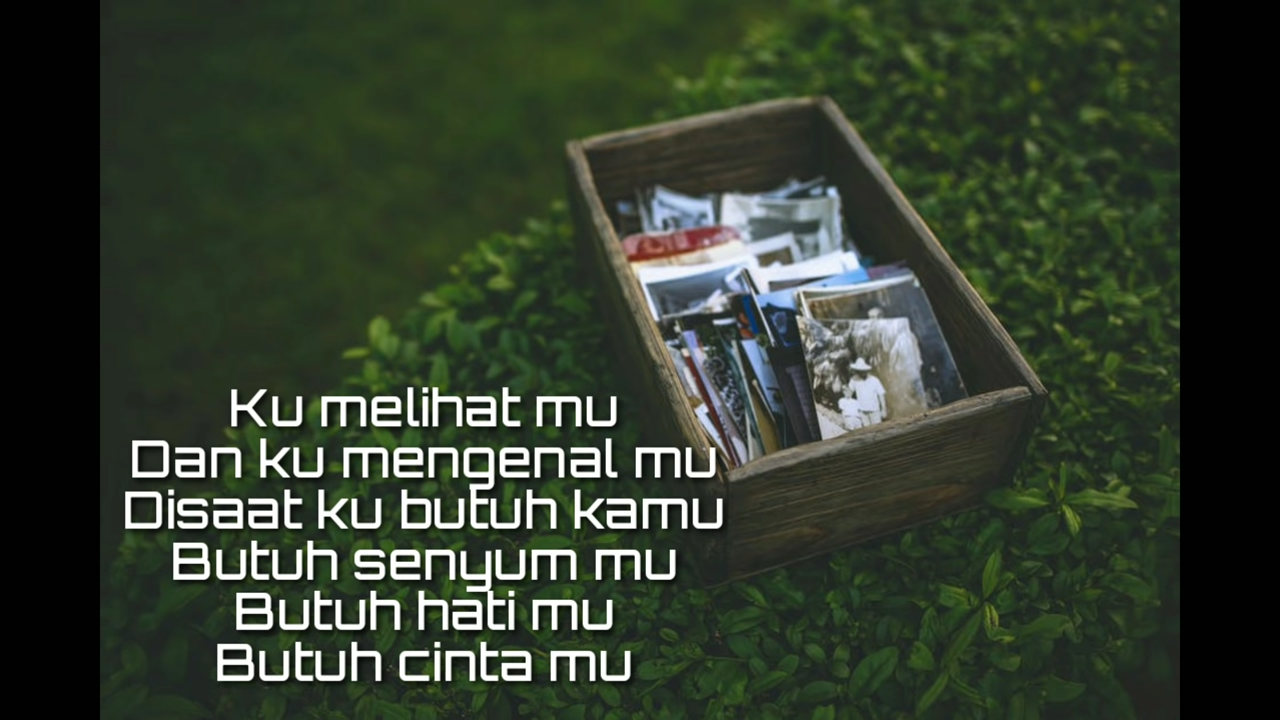 Ku melihat mu
Dan ku mengenal mu
Disaat ku butuh kamu
Butuh senyum mu
Butuh hati mu
Butuh cinta mu